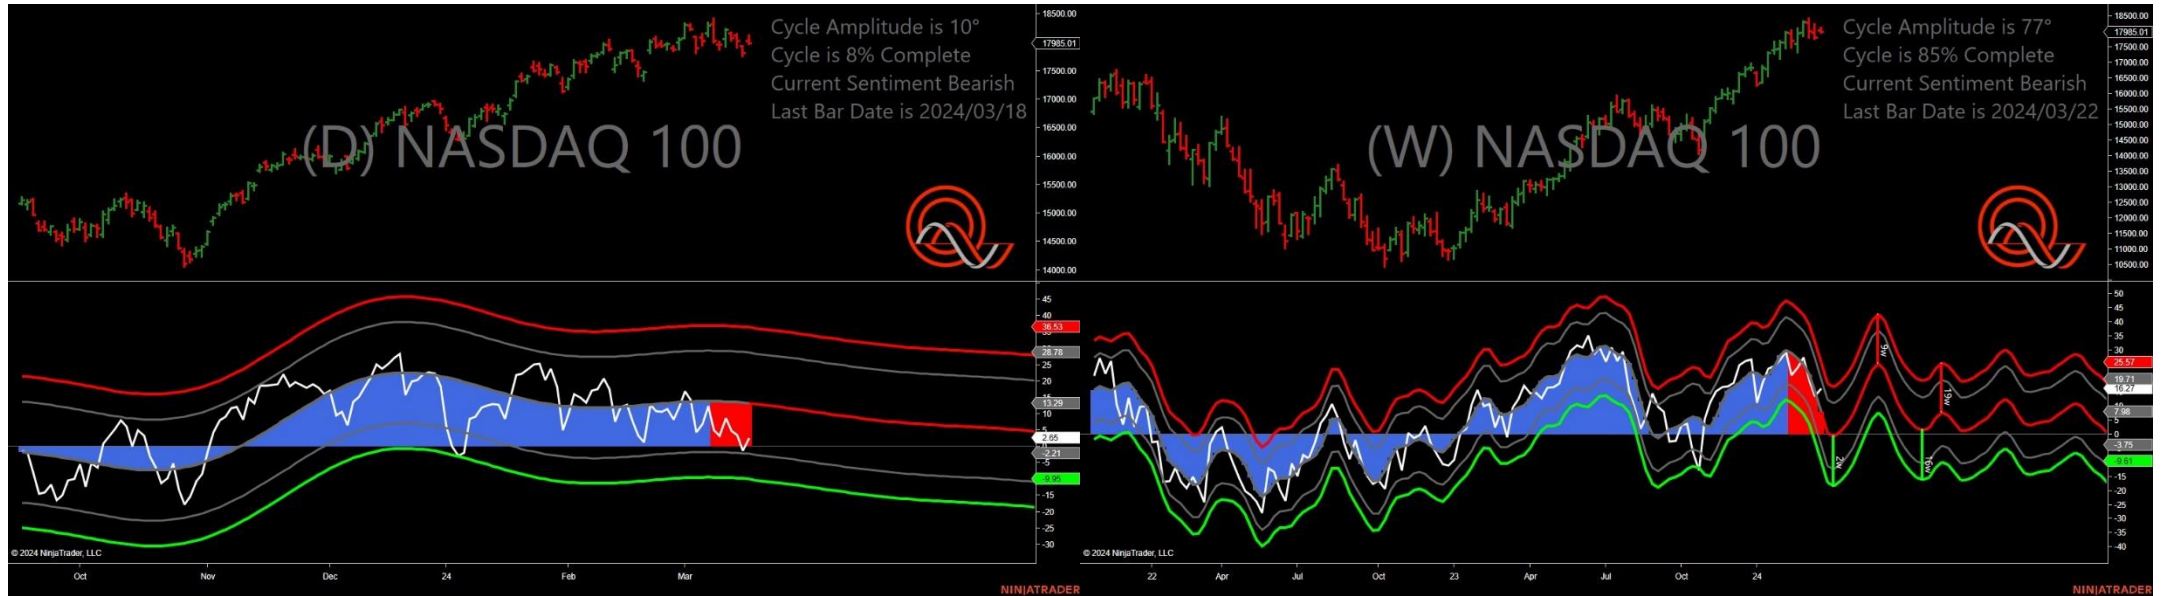 Cycle Amplitude is 10°
Cycle is 8% Complete
Current Sentiment Bearish
Last Bar Date is 2024/03/18
(D) NASDAQ 100
18500.00
17985.01
17500.00
17000.00
16500.00
16000.00
15500.00
15000.00
14500.00
14000.00
45
40
36.53
28.78
25
20
13.29
10
5
2.65
-2.21
-5
-9.95
-15
-20
-25
-30
© 2024 NinjaTrader, LLC
Oct
Nov
Dec
24
Feb
Mar
NINJATRADER
Cycle Amplitude is 77°
Cycle is 85% Complete
Current Sentiment Bearish
Last Bar Date is 2024/03/22
(W) NASDAQ 100
18500.00
17985.01
17500.00
17000.00
16500.00
16000.00
15500.00
15000.00
14500.00
14000.00
13500.00
13000.00
12500.00
12000.00
11500.00
11000.00
10500.00
50
45
40
35
30
25.57
19.71
16.27
7.98
5
0
-3.75
-9.61
-15
-20
-25
-30
-35
-40
9w
19w
2w
16w
© 2024 NinjaTrader, LLC
22
Apr
Jul
Oct
23
Apr
Jul
Oct
24
NINJATRADER